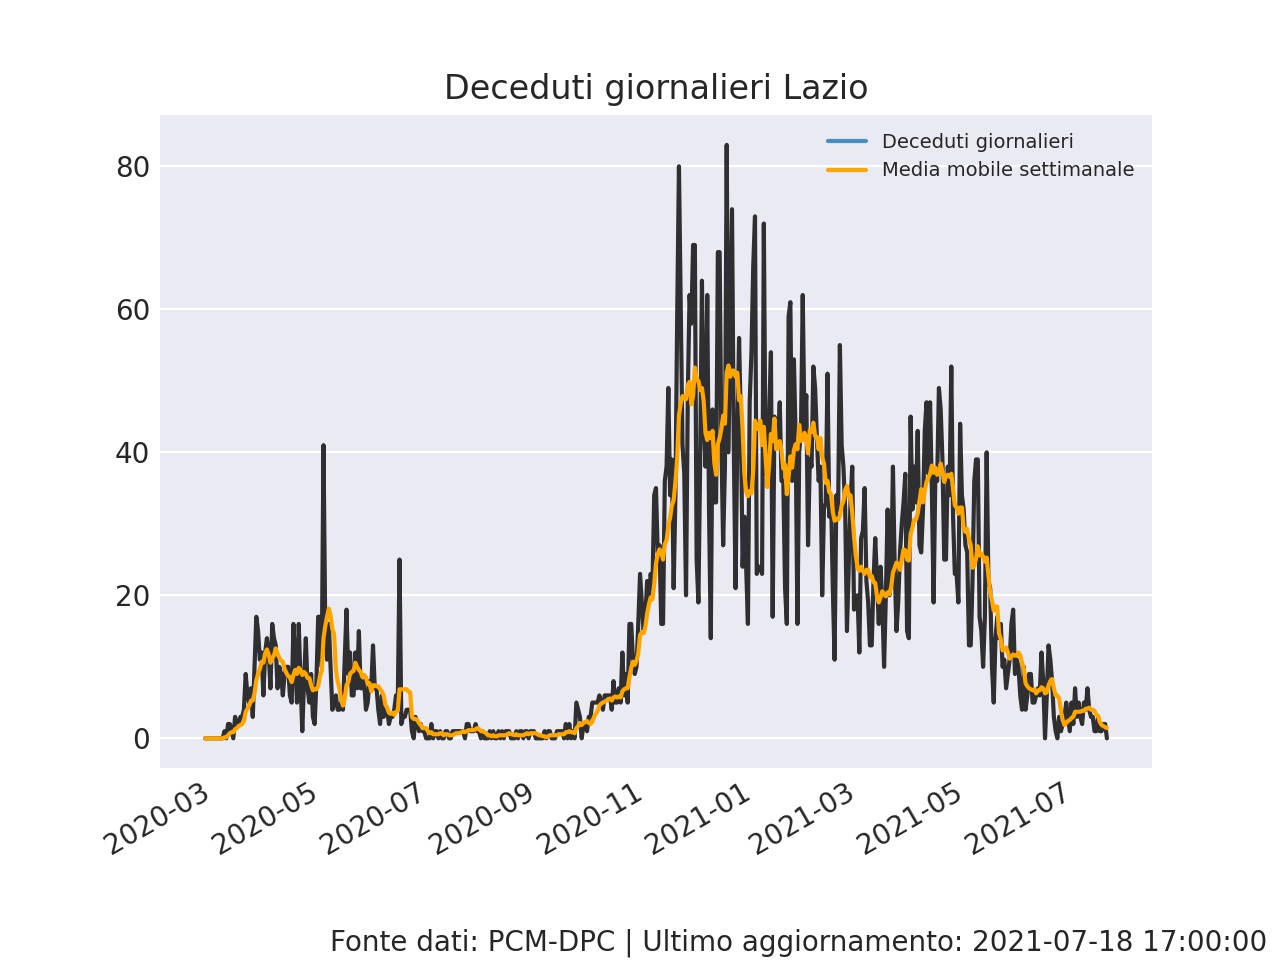 Deceduti giornalieri Lazio
Deceduti giornalieri
Media mobile settimanale
80
60
40
20
0
2020-03 2020-05 2020-07 2020-09 2020-11 2021-01 2021-03 2021-05 2021-07
Fonte dati: PCM-DPC | Ultimo aggiornamento: 2021-07-18 17:00:00